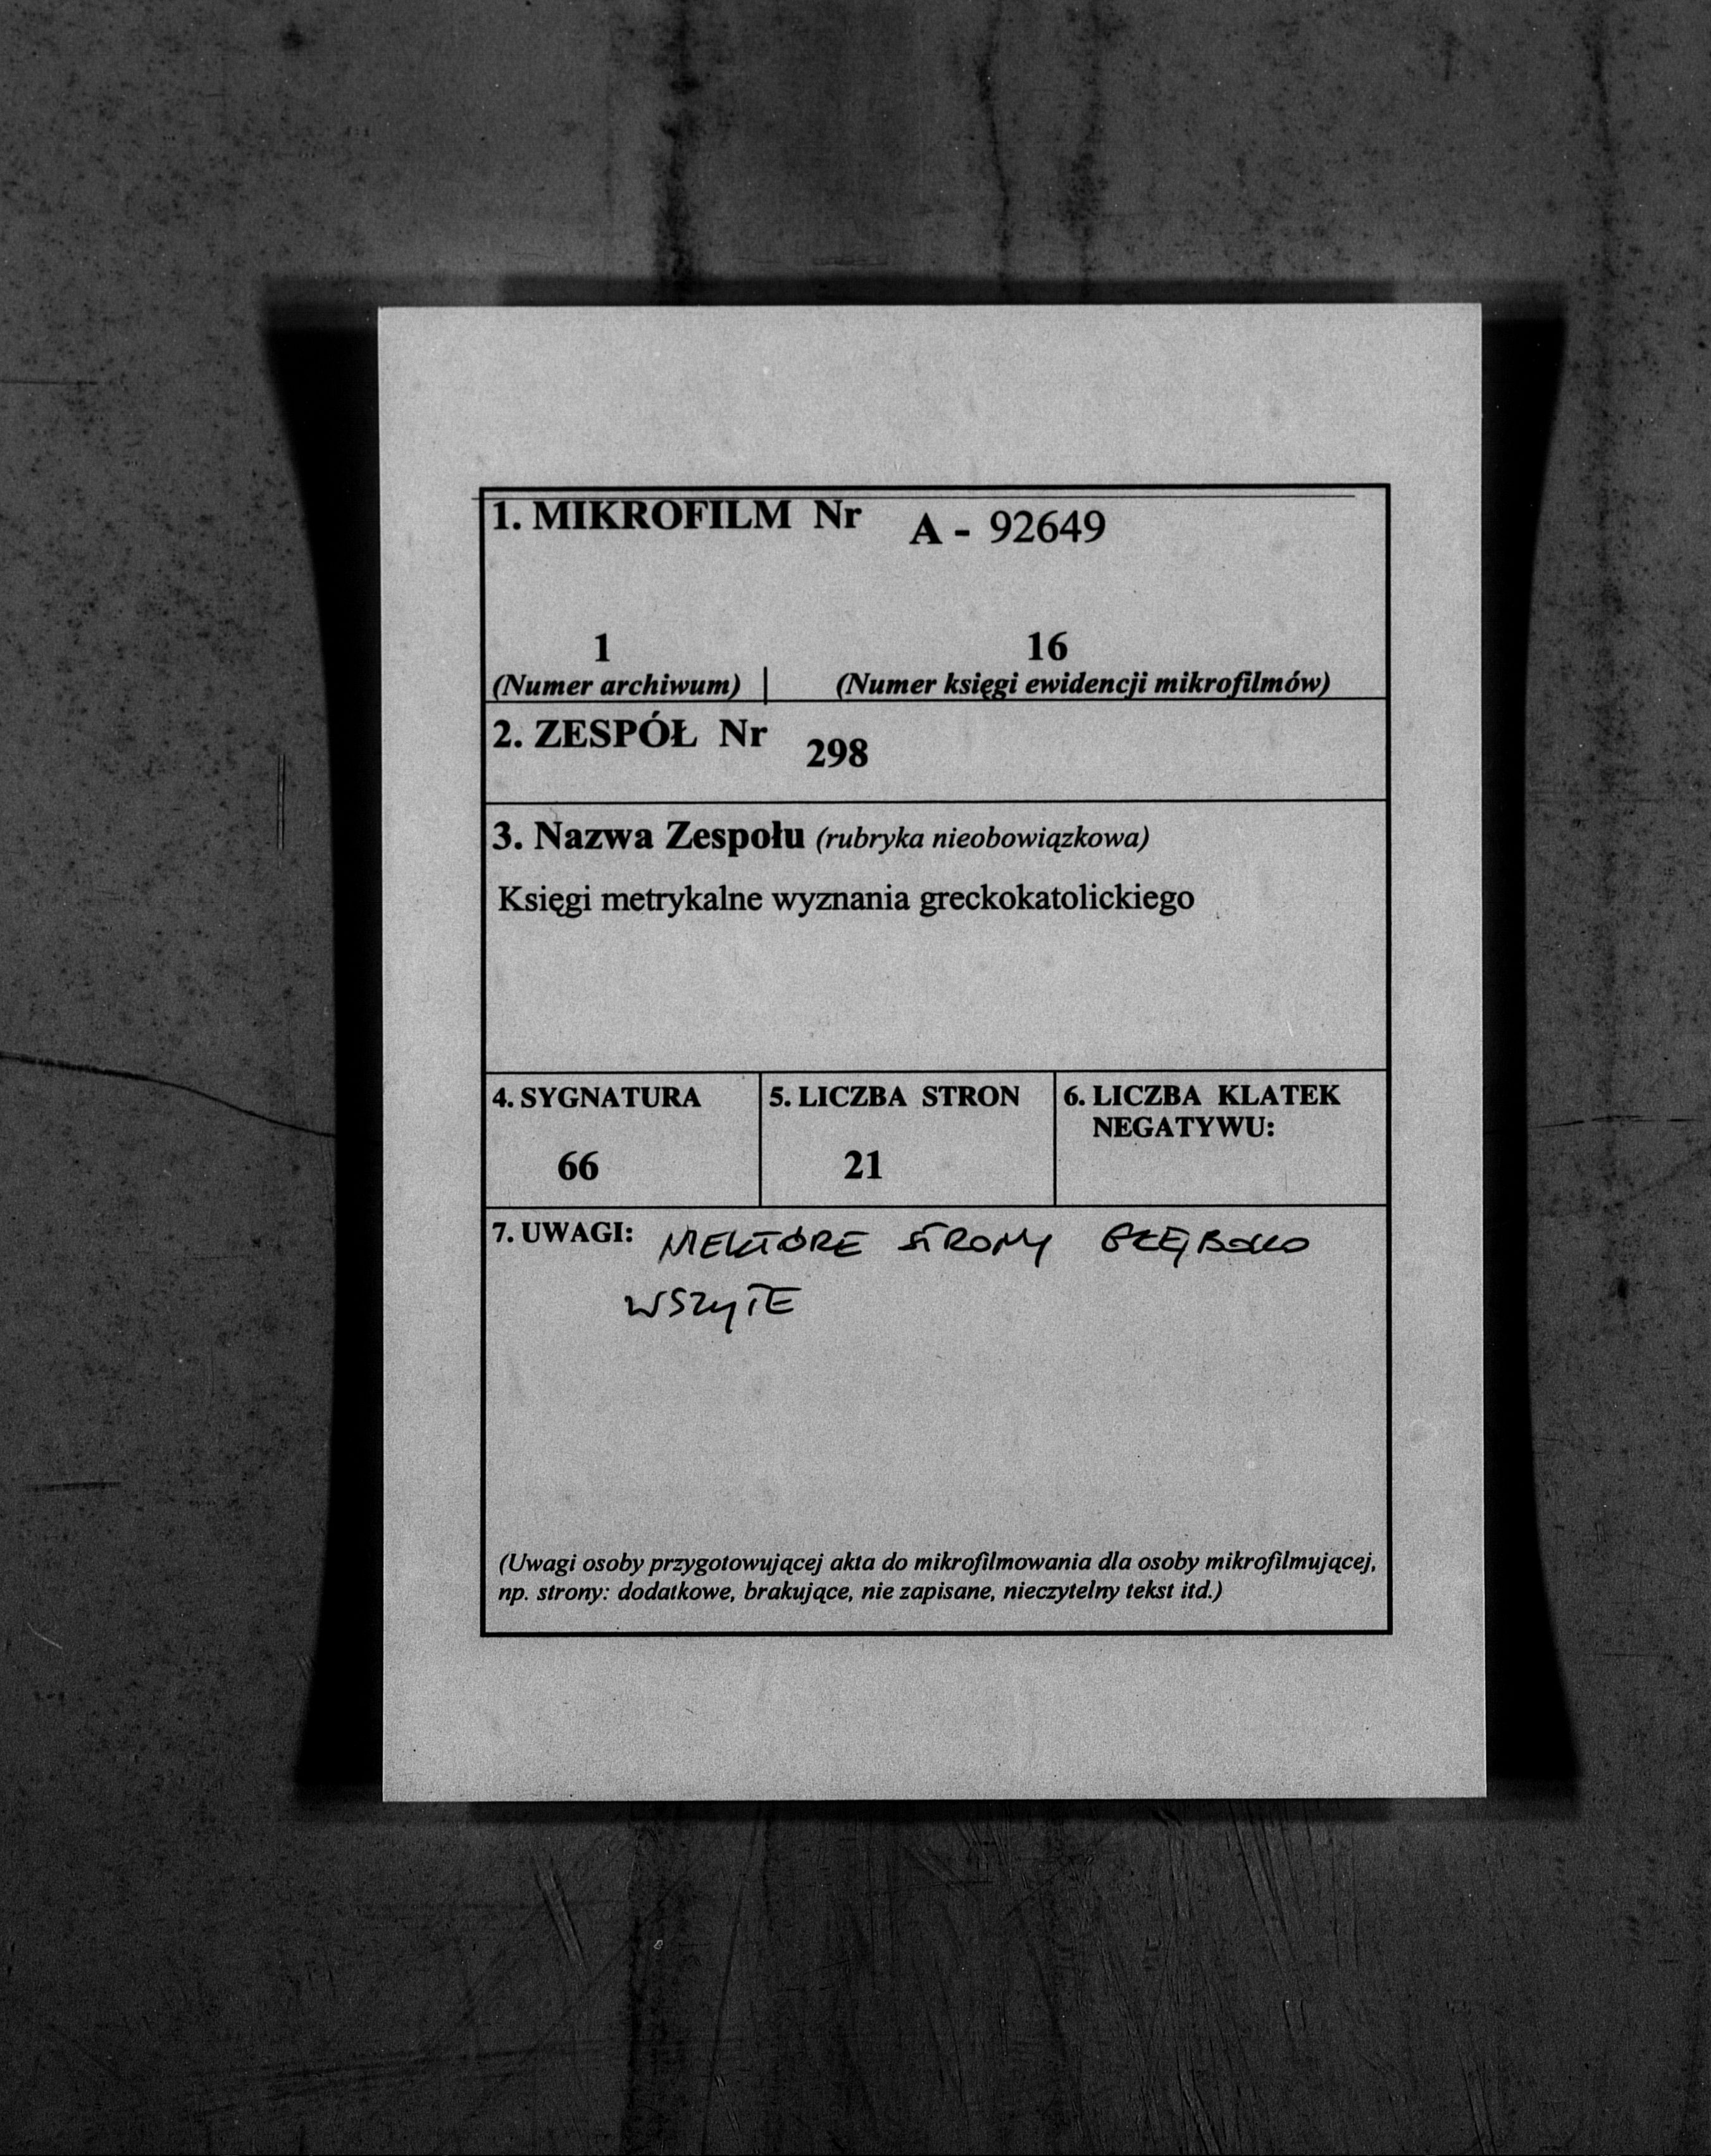 1. MIKROFILM Nr A - 92649
1 16
(Numer archiwum) | (Numer księgi ewidencji mikrofilmów)
2. ZESPÓŁ Nr 298
3. Nazwa Zespołu (rubryka nieobowiązkowa)
Księgi metrykalne wyznania greckokatolickiego
4. SYGNATURA 5. LICZBA STRON 6. LICZBA KLATEK
NEGATYWU:
66 21
7. UWAGI: NIEKTÓRE STRONY GŁĘBOKO
WSZYTE
(Uwagi osoby przygotowującej akta do mikrofilmowania dla osoby mikrofilmującej,
np. strony: dodatkowe, brakujące, nie zapisane, nieczytelny tekst itd.)